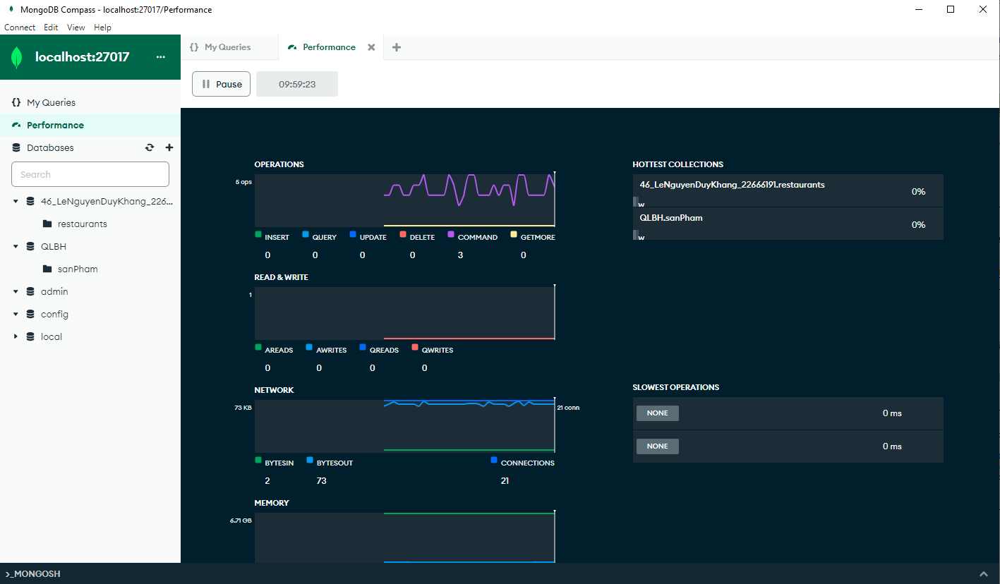 MongoDB Compass - localhost:27017/Performance
Connect Edit View Help
localhost:27017 ...
{} My Queries
Performance
Databases
Search
46_LeNguyenDuyKhang_226...
restaurants
QLBH
sanPham
admin
config
local
{} My Queries
Performance
Pause 09:59:23
OPERATIONS
5 ops
INSERT QUERY UPDATE DELETE COMMAND GETMORE
0 0 0 0 3 0
READ & WRITE
1
AREADS AWRITES QREADS QWRITES
0 0 0 0
NETWORK
73 KB 21 conn
BYTESIN BYTESOUT CONNECTIONS
2 73 21
MEMORY
6.71 GB
HOTTEST COLLECTIONS
46_LeNguyenDuyKhang_22666191.restaurants 0%
w
QLBH.sanPham 0%
w
SLOWEST OPERATIONS
NONE 0 ms
NONE 0 ms
>_MONGOSH